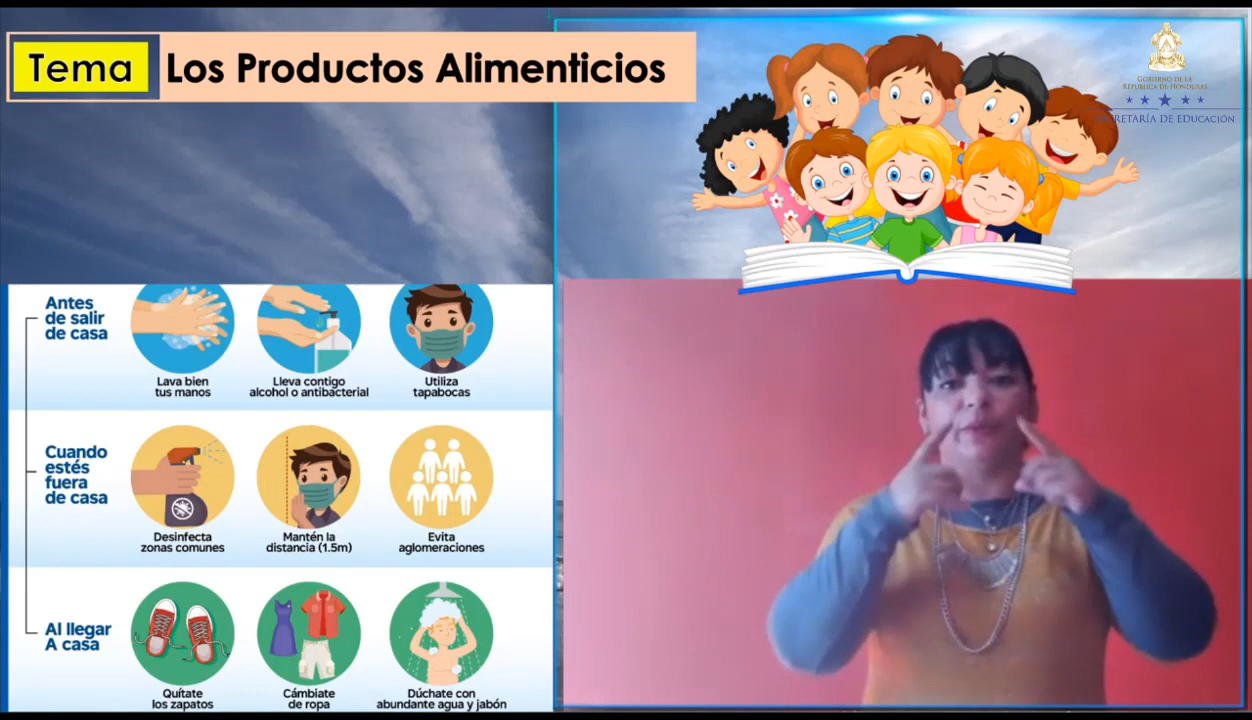 Tema
Los Productos Alimenticios
GOBIERNO DE LA
REPÚBLICA DE HONDURAS
SECRETARÍA DE EDUCACIÓN
Antes
de salir
de casa
Lava bien
tus manos
Lleva contigo
alcohol o antibacterial
Utiliza
tapabocas
Cuando
estés
fuera
de casa
Desinfecta
zonas comunes
Mantén la
distancia (1.5m)
Evita
aglomeraciones
Al llegar
A casa
Quítate
los zapatos
Cámbiate
de ropa
Dúchate con
abundante agua y jabón